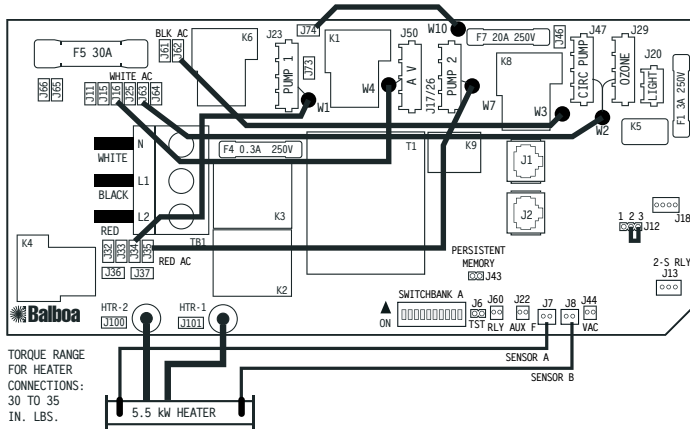 J74
W10
BLK AC
J61
J62
K6
J23
PUMP 1
J73
K1
J50
A V
PUMP 2
J17/26
F7 20A 250V
J46
J47
CIRC PUMP
J29
OZONE
J20
LIGHT
F1 3A 250V
F5 30A
K8
WHITE AC
J66
J65
J11
J15
J16
J25
J63
J64
W1
W4
W7
W3
W2
K5
N
WHITE
L1
BLACK
L2
RED
TB1
F4 0.3A 250V
T1
K9
J1
J2
K3
K4
J32
J33
J34
J35
RED AC
J36
J37
K2
PERSISTENT
MEMORY
J43
1 2 3
J12
J18
2-S RLY
J13
Balboa
HTR-2
J100
HTR-1
J101
ON
SWITCHBANK A
J6
TST
J60
RLY
J22
AUX F
J7
J8
J44
VAC
SENSOR A
SENSOR B
TORQUE RANGE
FOR HEATER
CONNECTIONS:
30 TO 35
IN. LBS.
5.5 kW HEATER